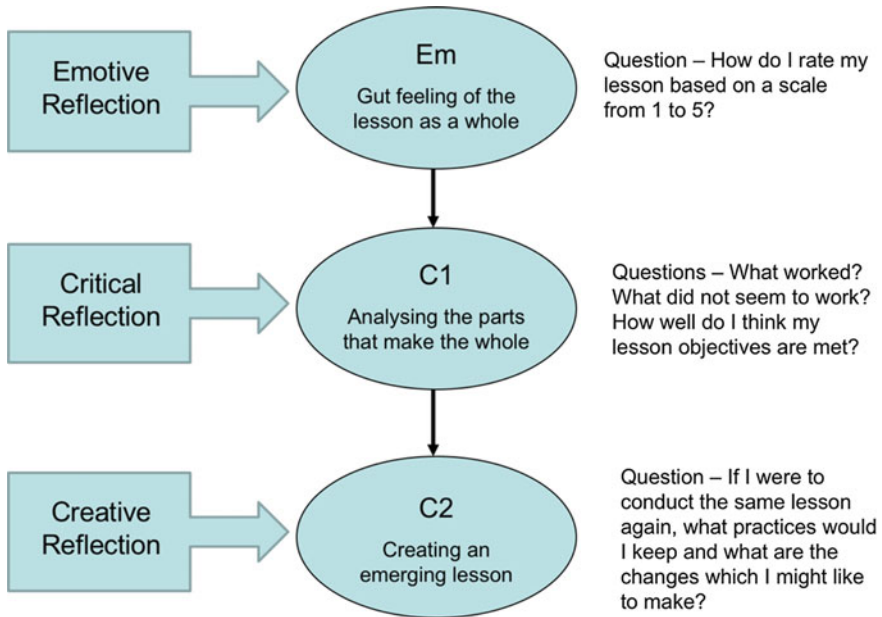 Emotive
Reflection
Em
Gut feeling of the
lesson as a whole
Question – How do I rate my
lesson based on a scale
from 1 to 5?
Critical
Reflection
C1
Analysing the parts
that make the whole
Questions – What worked?
What did not seem to work?
How well do I think my
lesson objectives are met?
Creative
Reflection
C2
Creating an
emerging lesson
Question – If I were to
conduct the same lesson
again, what practices would
I keep and what are the
changes which I might like
to make?